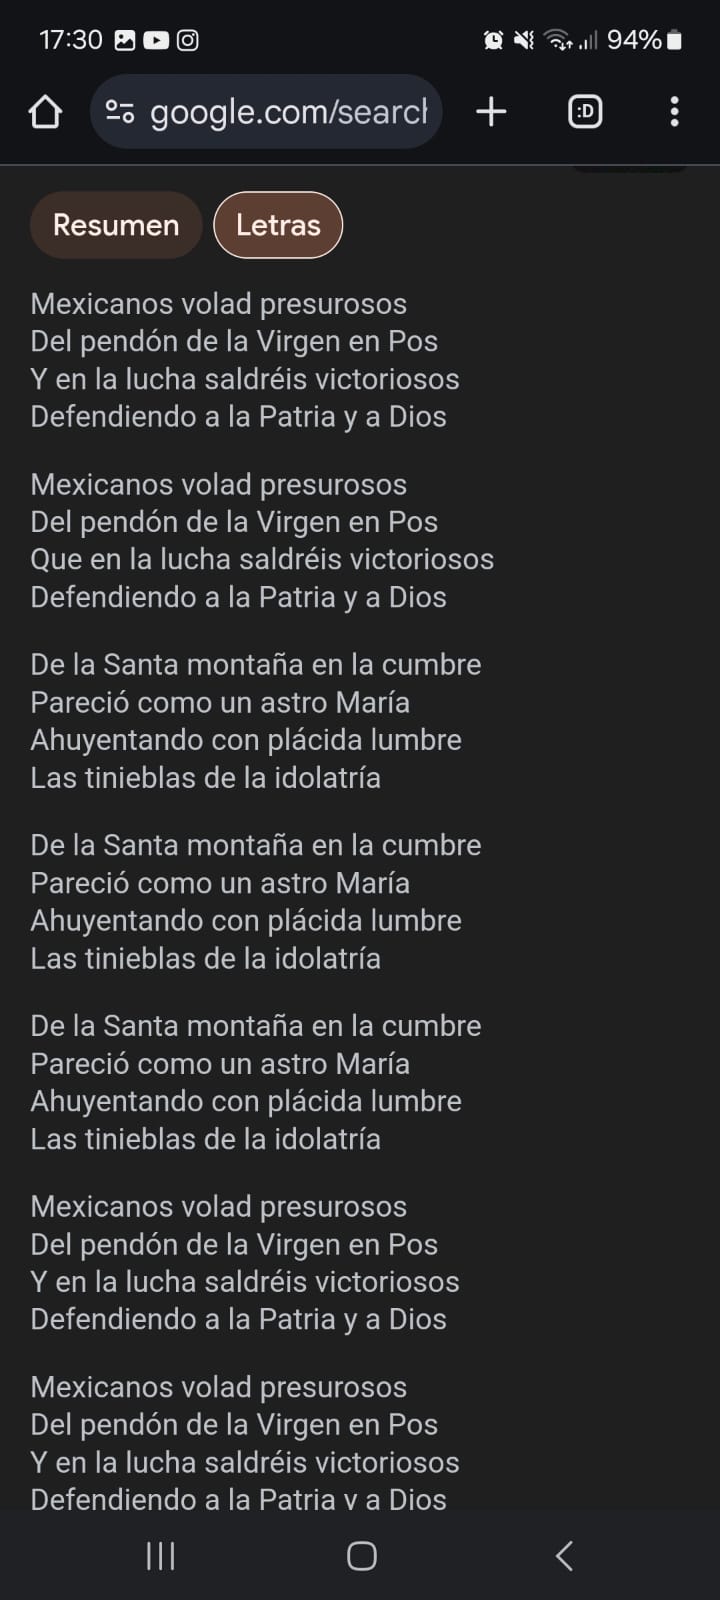 17:30
94%
google.com/search
:D
Resumen
Letras
Mexicanos volad presurosos
Del pendón de la Virgen en Pos
Y en la lucha saldréis victoriosos
Defendiendo a la Patria y a Dios
Mexicanos volad presurosos
Del pendón de la Virgen en Pos
Que en la lucha saldréis victoriosos
Defendiendo a la Patria y a Dios
De la Santa montaña en la cumbre
Pareció como un astro María
Ahuyentando con plácida lumbre
Las tinieblas de la idolatría
De la Santa montaña en la cumbre
Pareció como un astro María
Ahuyentando con plácida lumbre
Las tinieblas de la idolatría
De la Santa montaña en la cumbre
Pareció como un astro María
Ahuyentando con plácida lumbre
Las tinieblas de la idolatría
Mexicanos volad presurosos
Del pendón de la Virgen en Pos
Y en la lucha saldréis victoriosos
Defendiendo a la Patria y a Dios
Mexicanos volad presurosos
Del pendón de la Virgen en Pos
Y en la lucha saldréis victoriosos
Defendiendo a la Patria y a Dios